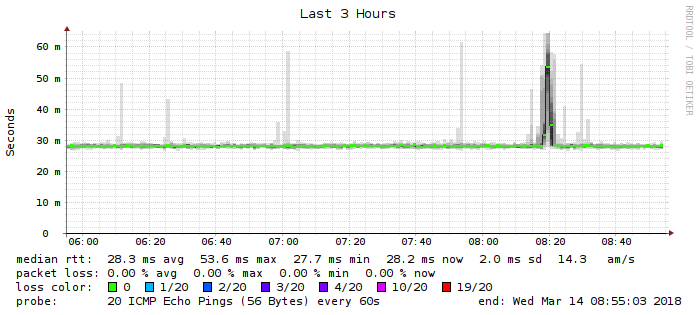 Last 3 Hours
RRDTOOL / TOBI OETIKER
Seconds
60 m
50 m
40 m
30 m
20 m
10 m
0
06:00 06:20 06:40 07:00 07:20 07:40 08:00 08:20 08:40
median rtt: 28.3 ms avg 53.6 ms max 27.7 ms min 28.2 ms now 2.0 ms sd 14.3 am/s
packet loss: 0.00 % avg 0.00 % max 0.00 % min 0.00 % now
loss color: 0 1/20 2/20 3/20 4/20 10/20 19/20
probe: 20 ICMP Echo Pings (56 Bytes) every 60s end: Wed Mar 14 08:55:03 2018